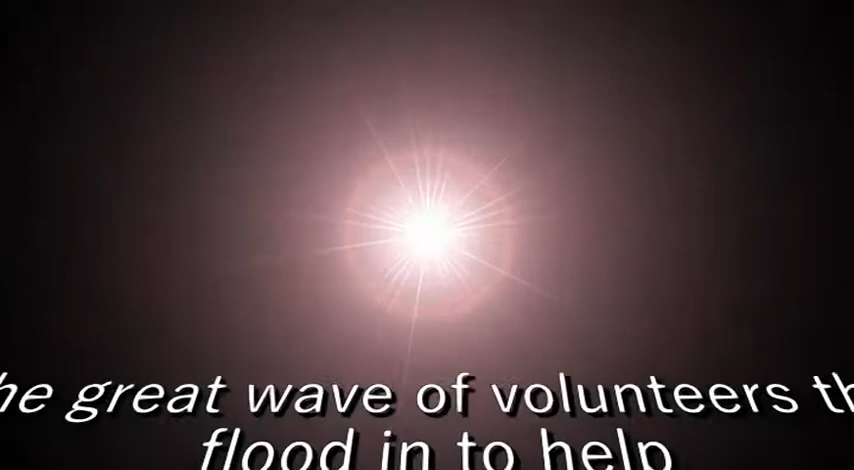 he great wave of volunteers th
flood in to help